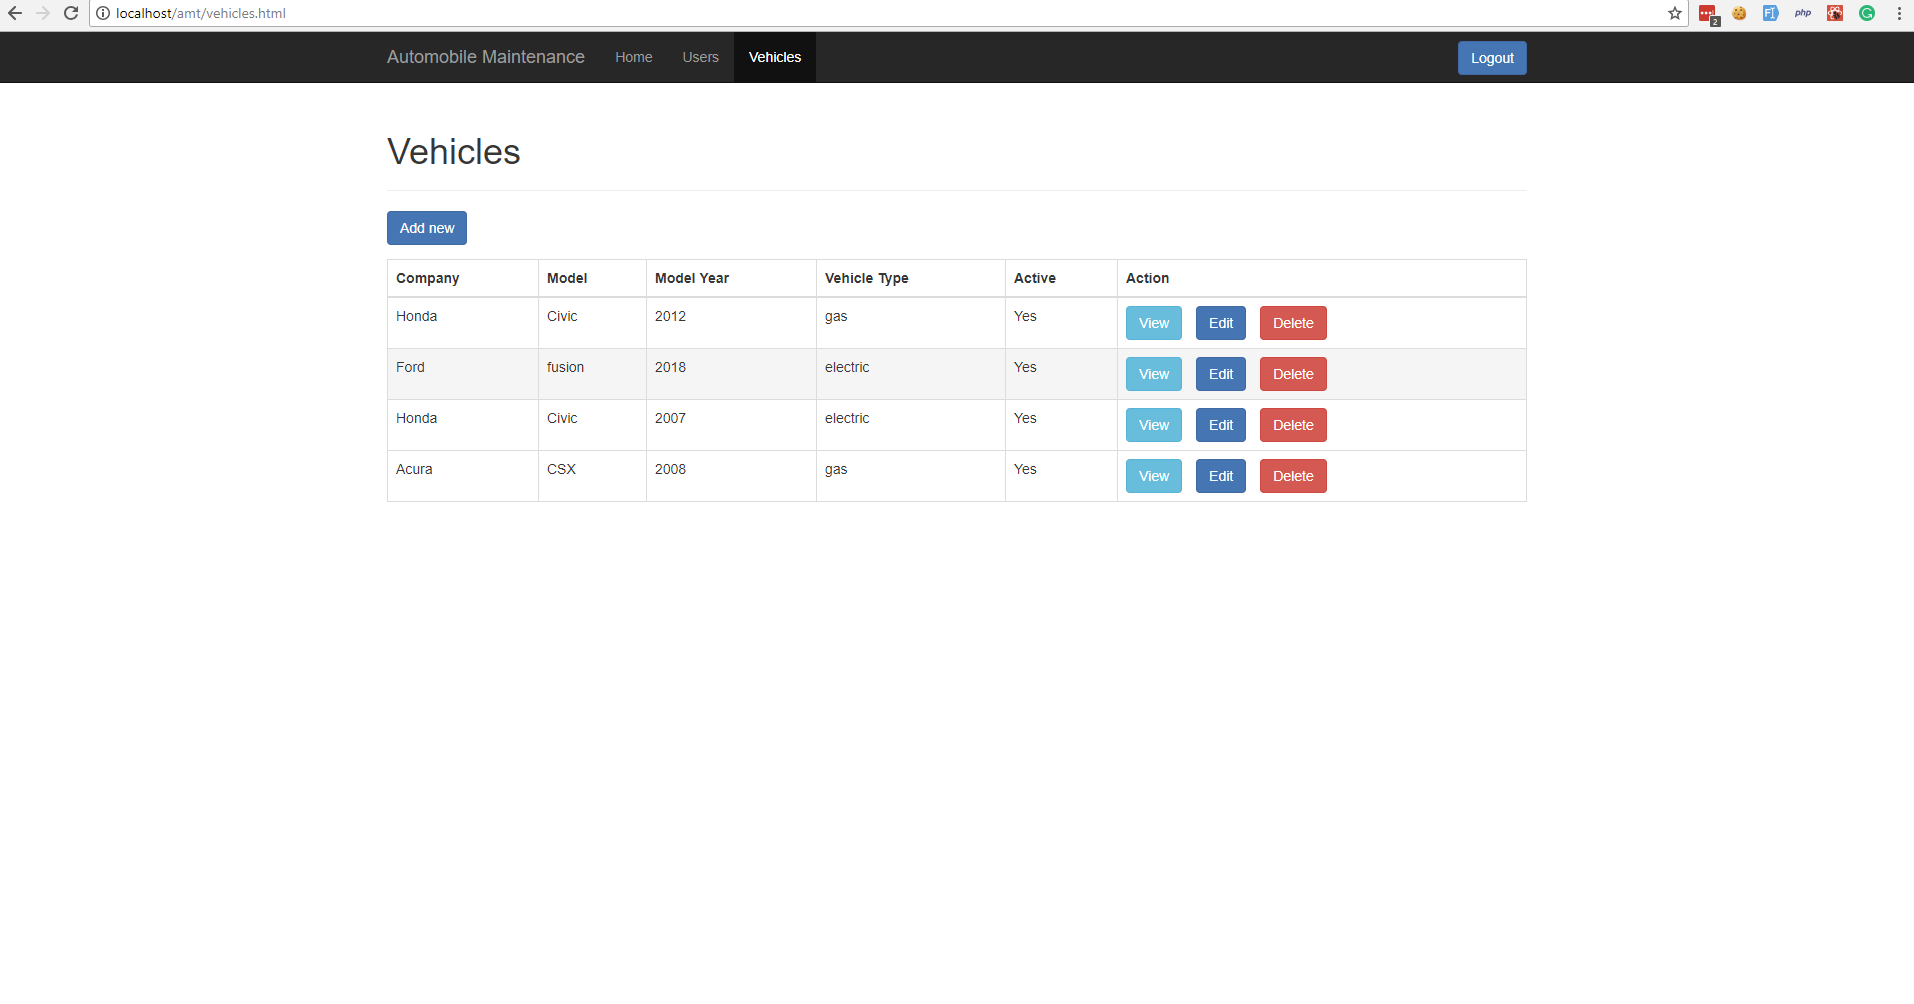 localhost/amt/vehicles.html
2
php
Automobile Maintenance Home Users Vehicles Logout
Vehicles
Add new
Company Model Model Year Vehicle Type Active Action
Honda Civic 2012 gas Yes View Edit Delete
Ford fusion 2018 electric Yes View Edit Delete
Honda Civic 2007 electric Yes View Edit Delete
Acura CSX 2008 gas Yes View Edit Delete